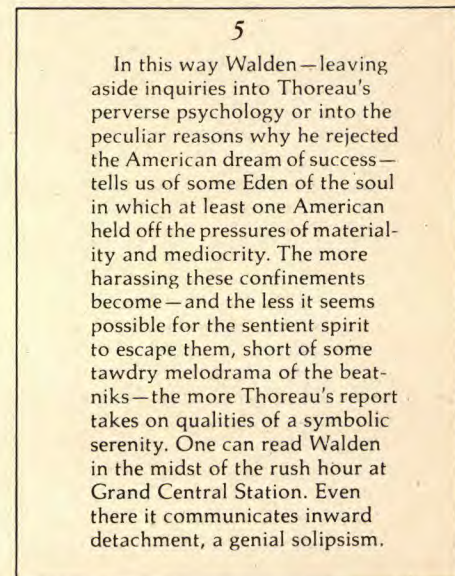 5
In this way Walden—leaving
aside inquiries into Thoreau's
perverse psychology or into the
peculiar reasons why he rejected
the American dream of success—
tells us of some Eden of the soul
in which at least one American
held off the pressures of material-
ity and mediocrity. The more
harassing these confinements
become—and the less it seems
possible for the sentient spirit
to escape them, short of some
tawdry melodrama of the beat-
niks—the more Thoreau's report
takes on qualities of a symbolic
serenity. One can read Walden
in the midst of the rush hour at
Grand Central Station. Even
there it communicates inward
detachment, a genial solipsism.